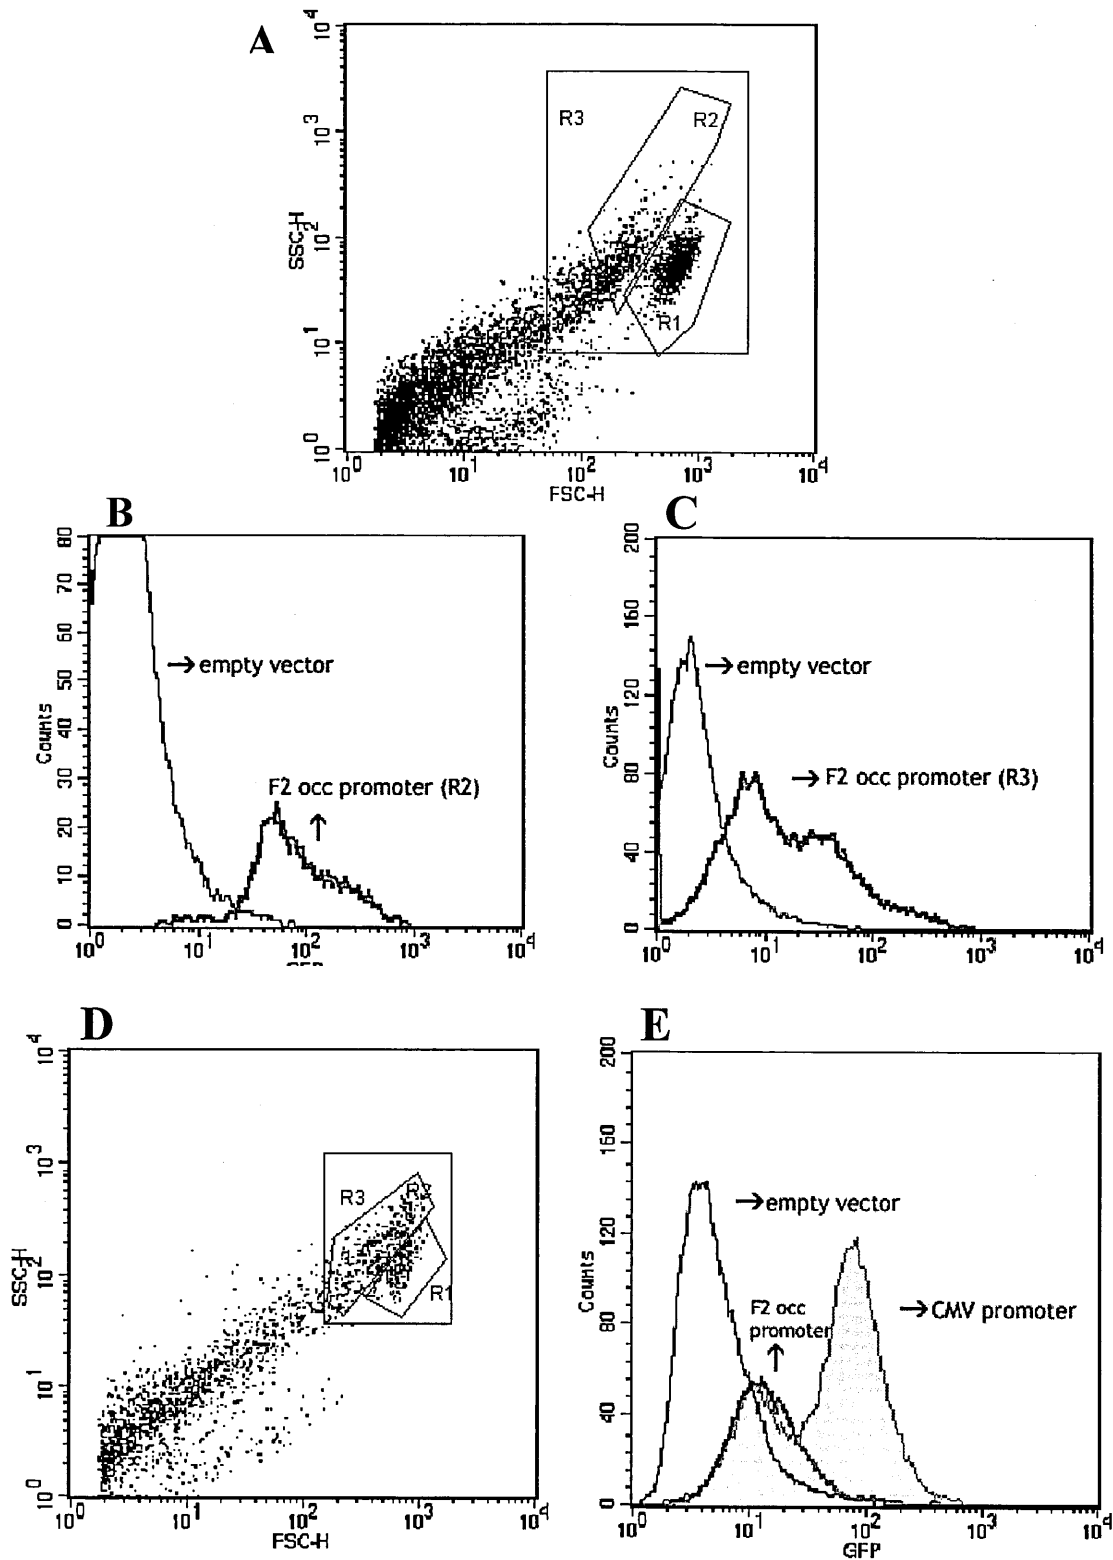 A
10^4
10^3
10^2
10^1
10^0
SSC-H
R3
R2
R1
10^0 10^1 10^2 10^3 10^4
FSC-H
B
80
70
60
50
40
30
20
10
0
Counts
→empty vector
F2 occ promoter (R2)
↑
10^0 10^1 10^2 10^3 10^4
C
200
160
120
80
40
0
Counts
→empty vector
→F2 occ promoter (R3)
10^0 10^1 10^2 10^3 10^4
D
10^4
10^3
10^2
10^1
10^0
SSC-H
R3
R2
R1
10^0 10^1 10^2 10^3 10^4
FSC-H
E
200
160
120
80
40
0
Counts
→empty vector
F2 occ
promoter
↑
→CMV promoter
10^0 10^1 10^2 10^3 10^4
GFP